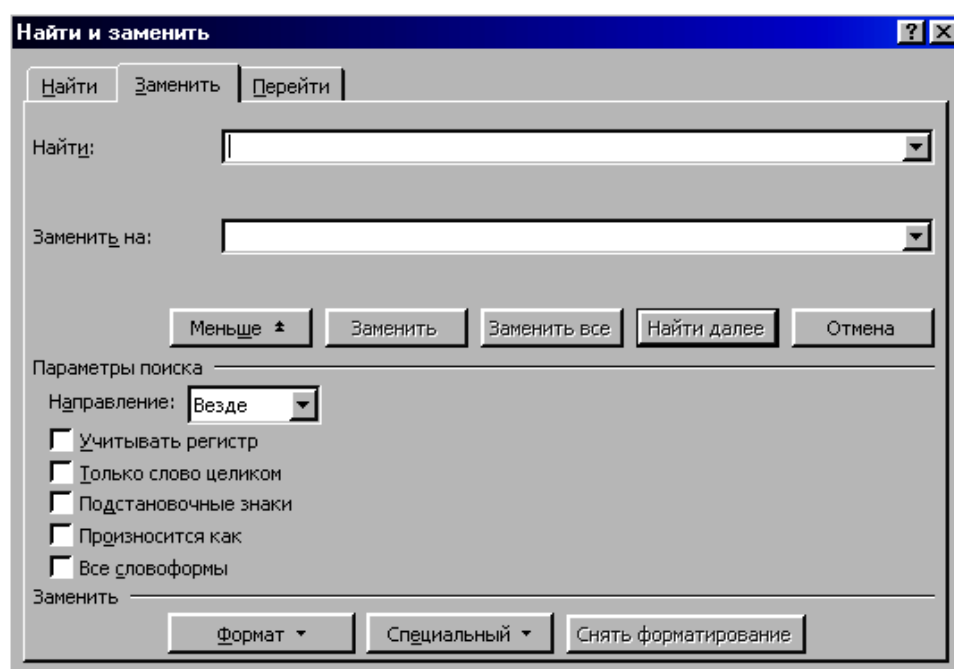 Найти и заменить
Найти Заменить Перейти
Найти:
Заменить на:
Меньше Заменить Заменить все Найти далее Отмена
Параметры поиска
Направление: Везде
Учитывать регистр
Только слово целиком
Подстановочные знаки
Произносится как
Все словоформы
Заменить
Формат Специальный Снять форматирование